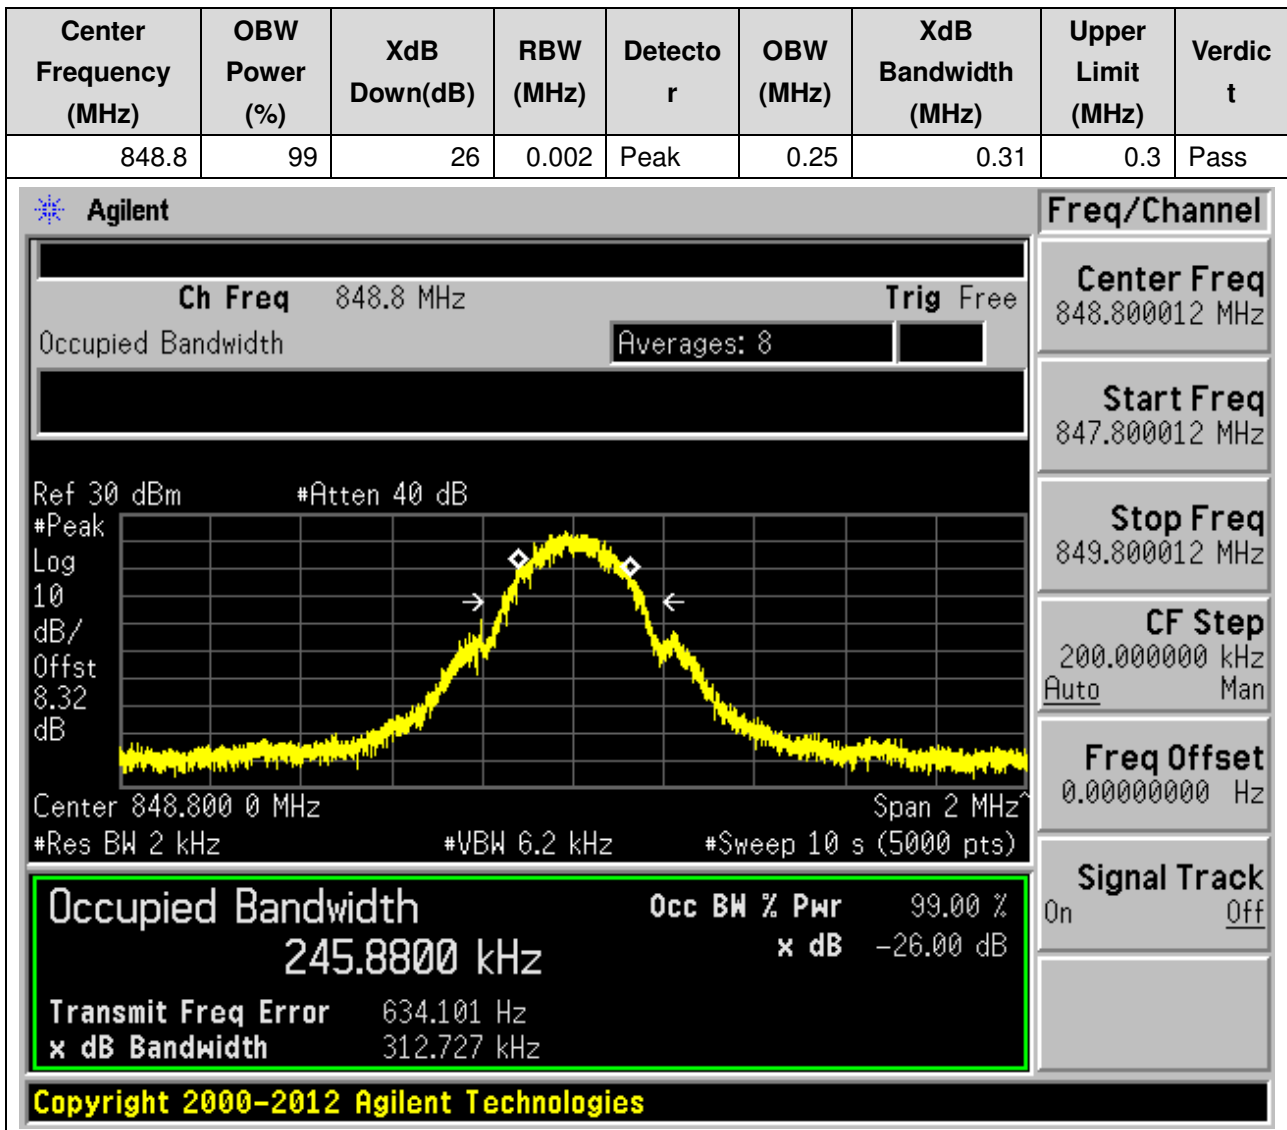 Center Frequency (MHz) OBW Power (%) XdB Down(dB) RBW (MHz) Detecto r OBW (MHz) XdB Bandwidth (MHz) Upper Limit (MHz) Verdic t
848.8 99 26 0.002 Peak 0.25 0.31 0.3 Pass
Agilent
Freq/Channel
Ch Freq 848.8 MHz Trig Free
Occupied Bandwidth Averages: 8
Ref 30 dBm #Atten 40 dB
#Peak
Log
10
dB/
Offst
8.32
dB
Center 848.800 0 MHz Span 2 MHz^
#Res BW 2 kHz #VBW 6.2 kHz #Sweep 10 s (5000 pts)
Occupied Bandwidth Occ BW % Pwr 99.00 %
245.8800 kHz x dB -26.00 dB
Transmit Freq Error 634.101 Hz
x dB Bandwidth 312.727 kHz
Center Freq
848.800012 MHz
Start Freq
847.800012 MHz
Stop Freq
849.800012 MHz
CF Step
200.000000 kHz
Auto Man
Freq Offset
0.00000000 Hz
Signal Track
On Off
Copyright 2000-2012 Agilent Technologies